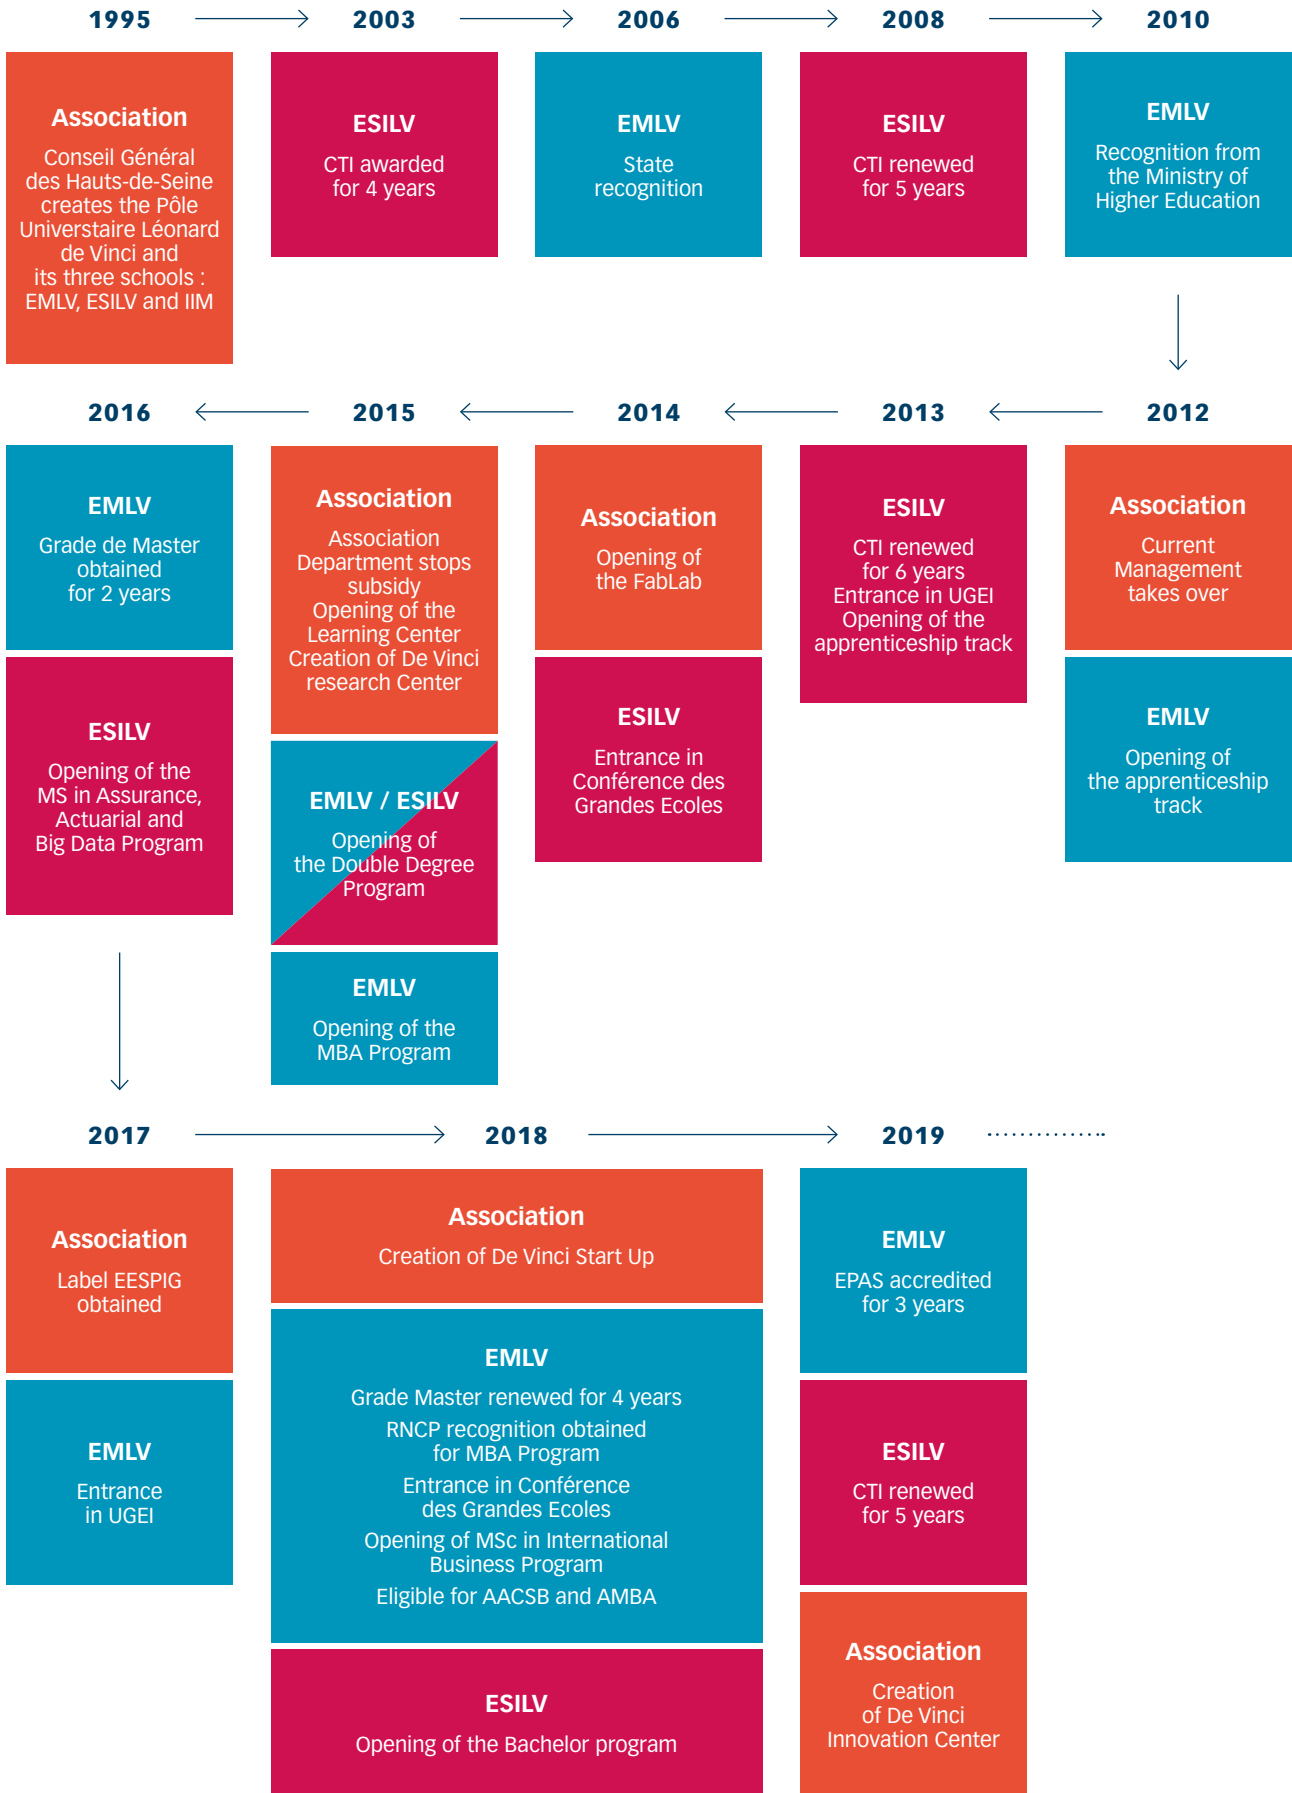 1995
2003
2006
2008
2010
Association
Conseil Général
des Hauts-de-Seine
creates the Pôle
Universtaire Léonard
de Vinci and
its three schools :
EMLV, ESILV and IIM
ESILV
CTI awarded
for 4 years
EMLV
State
recognition
ESILV
CTI renewed
for 5 years
EMLV
Recognition from
the Ministry of
Higher Education
2012
Association
Current
Management
takes over
EMLV
Opening of
the apprenticeship
track
2013
ESILV
CTI renewed
for 6 years
Entrance in UGEI
Opening of the
apprenticeship track
2014
Association
Opening of
the FabLab
ESILV
Entrance in
Conférence des
Grandes Ecoles
2015
Association
Association
Department stops
subsidy
Opening of the
Learning Center
Creation of De Vinci
research Center
EMLV / ESILV
Opening of
the Double Degree
Program
EMLV
Opening of the
MBA Program
2016
EMLV
Grade de Master
obtained
for 2 years
ESILV
Opening of the
MS in Assurance,
Actuarial and
Big Data Program
2017
Association
Label EESPIG
obtained
EMLV
Entrance
in UGEI
2018
Association
Creation of De Vinci Start Up
EMLV
Grade Master renewed for 4 years
RNCP recognition obtained
for MBA Program
Entrance in Conférence
des Grandes Ecoles
Opening of MSc in International
Business Program
Eligible for AACSB and AMBA
ESILV
Opening of the Bachelor program
2019
EMLV
EPAS accredited
for 3 years
ESILV
CTI renewed
for 5 years
Association
Creation
of De Vinci
Innovation Center